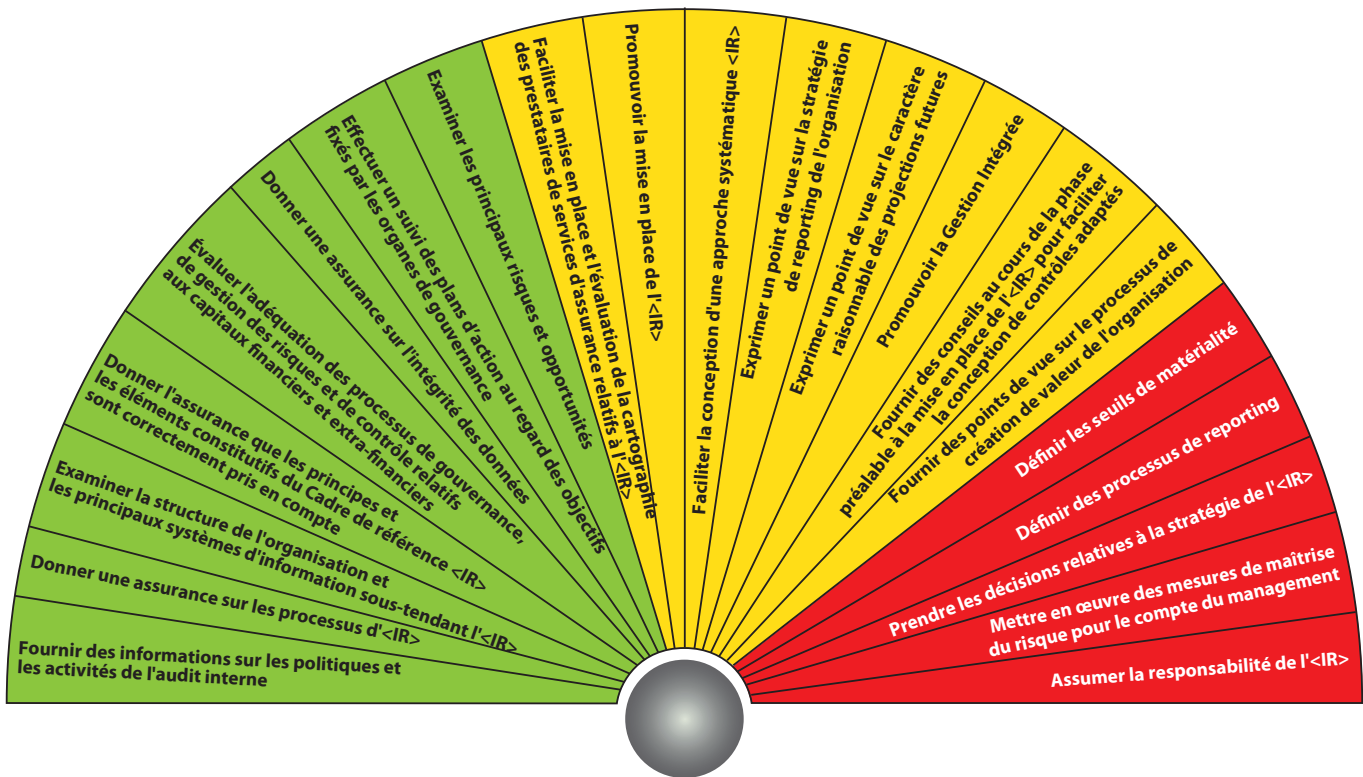 Fournir des informations sur les politiques et
les activités de l'audit interne
Donner une assurance sur les processus d'<IR>
Examiner la structure de l'organisation et
les principaux systèmes d'information sous-tendant l'<IR>
Donner l'assurance que les principes et
les éléments constitutifs du Cadre de référence <IR>
sont correctement pris en compte
Évaluer l'adéquation des processus de gouvernance,
de gestion des risques et de contrôle relatifs
aux capitaux financiers et extra-financiers
Donner une assurance sur l'intégrité des données
Effectuer un suivi des plans d'action au regard des objectifs
fixés par les organes de gouvernance
Examiner les principaux risques et opportunités
Faciliter la mise en place et l'évaluation de la cartographie
des prestataires de services d'assurance relatifs à l'<IR>
Promouvoir la mise en place de l'<IR>
Faciliter la conception d'une approche systématique <IR>
Exprimer un point de vue sur la stratégie
de reporting de l'organisation
Exprimer un point de vue sur le caractère
raisonnable des projections futures
Promouvoir la Gestion Intégrée
Fournir des conseils au cours de la phase
préalable à la mise en place de l'<IR> pour faciliter
la conception de contrôles adaptés
Fournir des points de vue sur le processus de
création de valeur de l'organisation
Définir les seuils de matérialité
Définir des processus de reporting
Prendre les décisions relatives à la stratégie de l'<IR>
Mettre en œuvre des mesures de maîtrise
du risque pour le compte du management
Assumer la responsabilité de l'<IR>